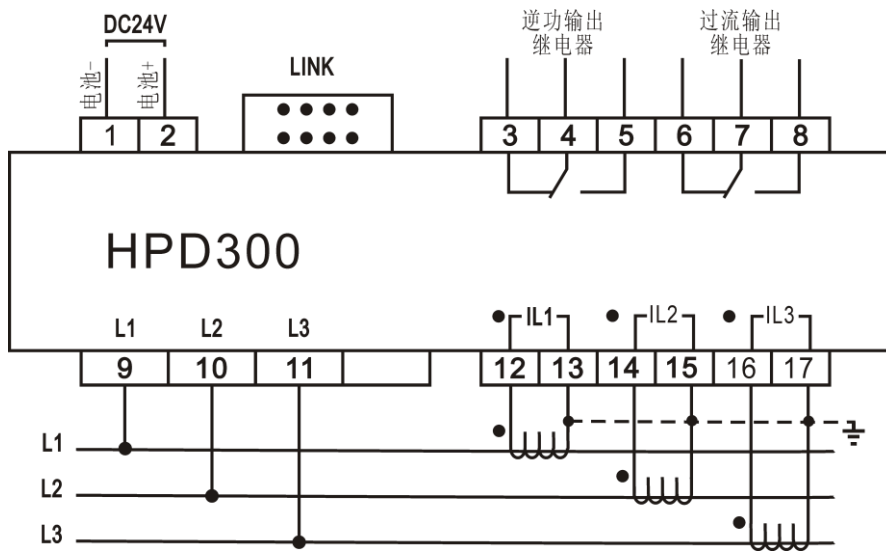 DC24V
逆功输出
继电器
过流输出
继电器
电池-
电池+
LINK
1 2
3 4 5 6 7 8
HPD300
L1 L2 L3
IL1 IL2 IL3
9 10 11
12 13 14 15 16 17
L1
L2
L3